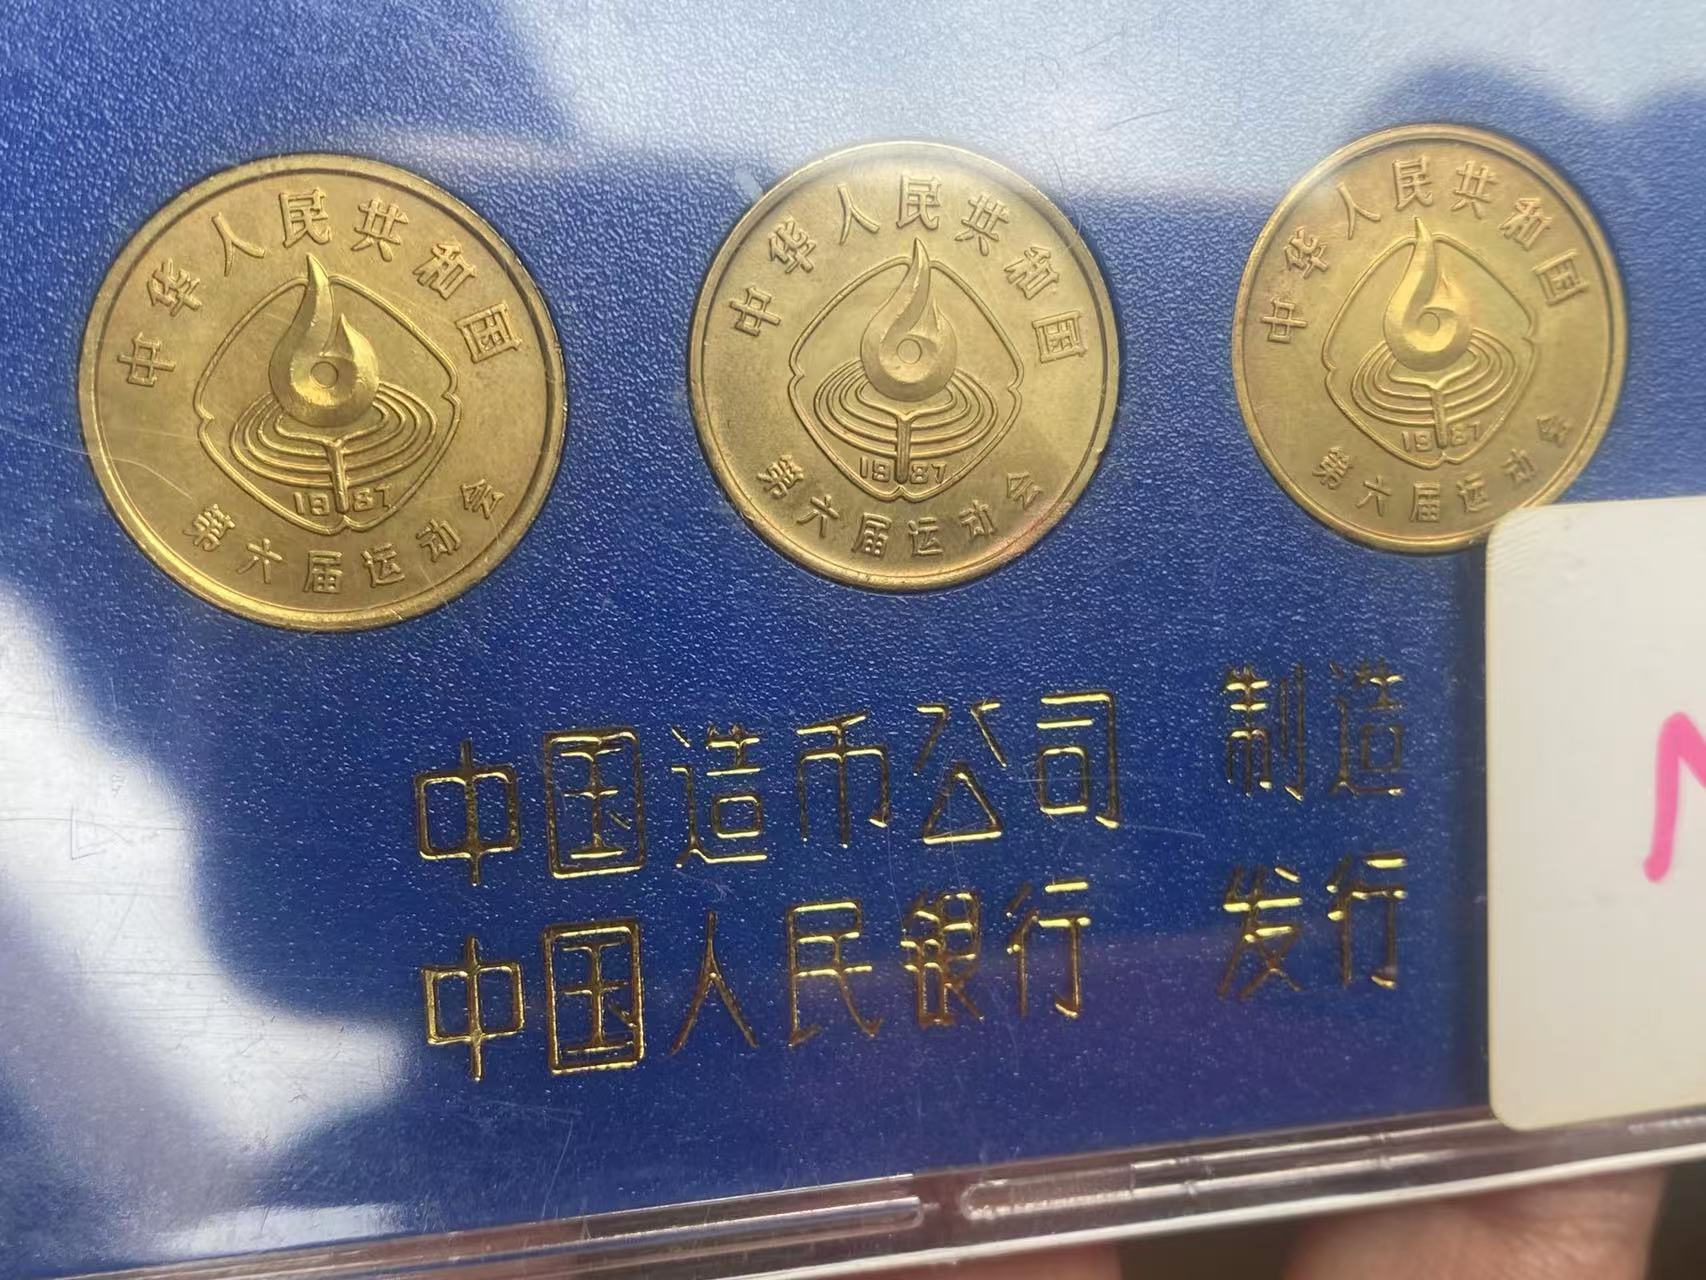 中华人民共和国
1987
第六届运动会
中华人民共和国
1987
第六届运动会
中华人民共和国
1987
第六届运动会
中国造币公司 制造
中国人民银行 发行